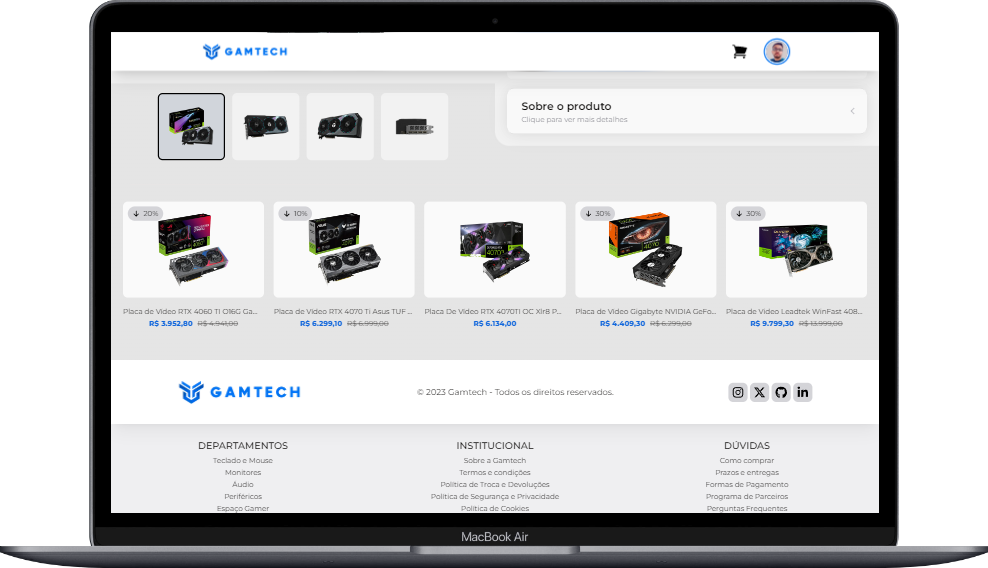 GAMTECH
Sobre o produto
Clique para ver mais detalhes
20%
10%
30%
30%
Placa de Video RTX 4060 TI O16G Ga...
R$ 3.952,80 R$ 4.941,00
Placa de Video RTX 4070 Ti Asus TUF ...
R$ 6.299,10 R$ 6.999,00
Placa De Video RTX 4070TI OC Xlr8 P...
R$ 6.134,00
Placa de Video Gigabyte NVIDIA GeFo...
R$ 4.409,30 R$ 6.299,00
Placa de Video Leadtek WinFast 408...
R$ 9.799,30 R$ 13.999,00
GAMTECH
© 2023 Gamtech - Todos os direitos reservados.
DEPARTAMENTOS
Teclado e Mouse
Monitores
Áudio
Periféricos
Espaço Gamer
INSTITUCIONAL
Sobre a Gamtech
Termos e condições
Política de Troca e Devoluções
Política de Segurança e Privacidade
Política de Cookies
DÚVIDAS
Como comprar
Prazos e entregas
Formas de Pagamento
Programa de Parceiros
Perguntas Frequentes
MacBook Air